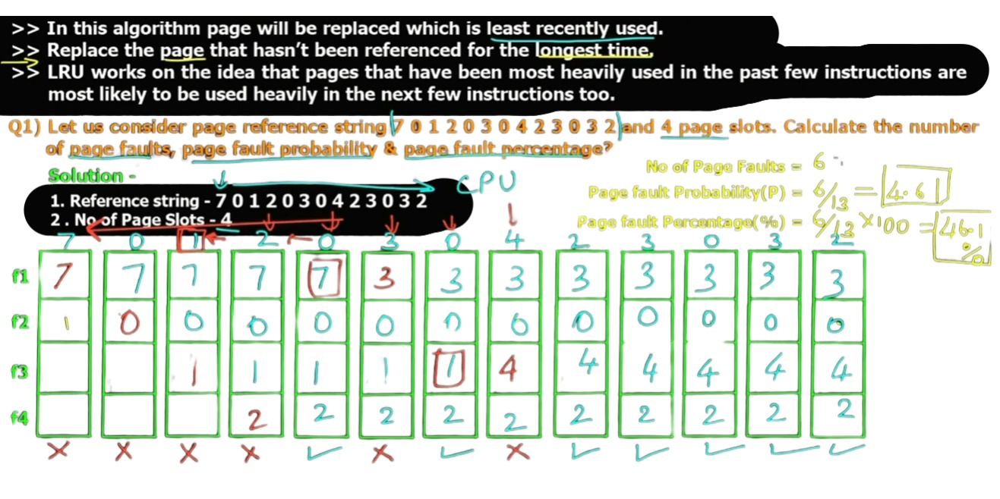 >> In this algorithm page will be replaced which is least recently used.
>> Replace the page that hasn't been referenced for the longest time.
>> LRU works on the idea that pages that have been most heavily used in the past few instructions are
most likely to be used heavily in the next few instructions too.
Q1) Let us consider page reference string 7 0 1 2 0 3 0 4 2 3 0 3 2 and 4 page slots. Calculate the number
of page faults, page fault probability & page fault percentage?
Solution -
CPU
No of Page Faults = 6
Page fault Probability(P) = 6/13 = 4.61
Page fault Percentage(%) = 6/13 x 100 = 46.1 %
1. Reference string - 7 0 1 2 0 3 0 4 2 3 0 3 2
2. No of Page Slots - 4
7 0 1 2 0 3 0 4 2 3 0 3 2
f1 7 7 7 7 7 3 3 3 3 3 3 3 3
f2 0 0 0 0 0 0 0 0 0 0 0 0
f3 1 1 1 1 1 4 4 4 4 4 4
f4 2 2 2 2 2 2 2 2 2 2
x x x x ✓ x ✓ x ✓ ✓ ✓ ✓ ✓